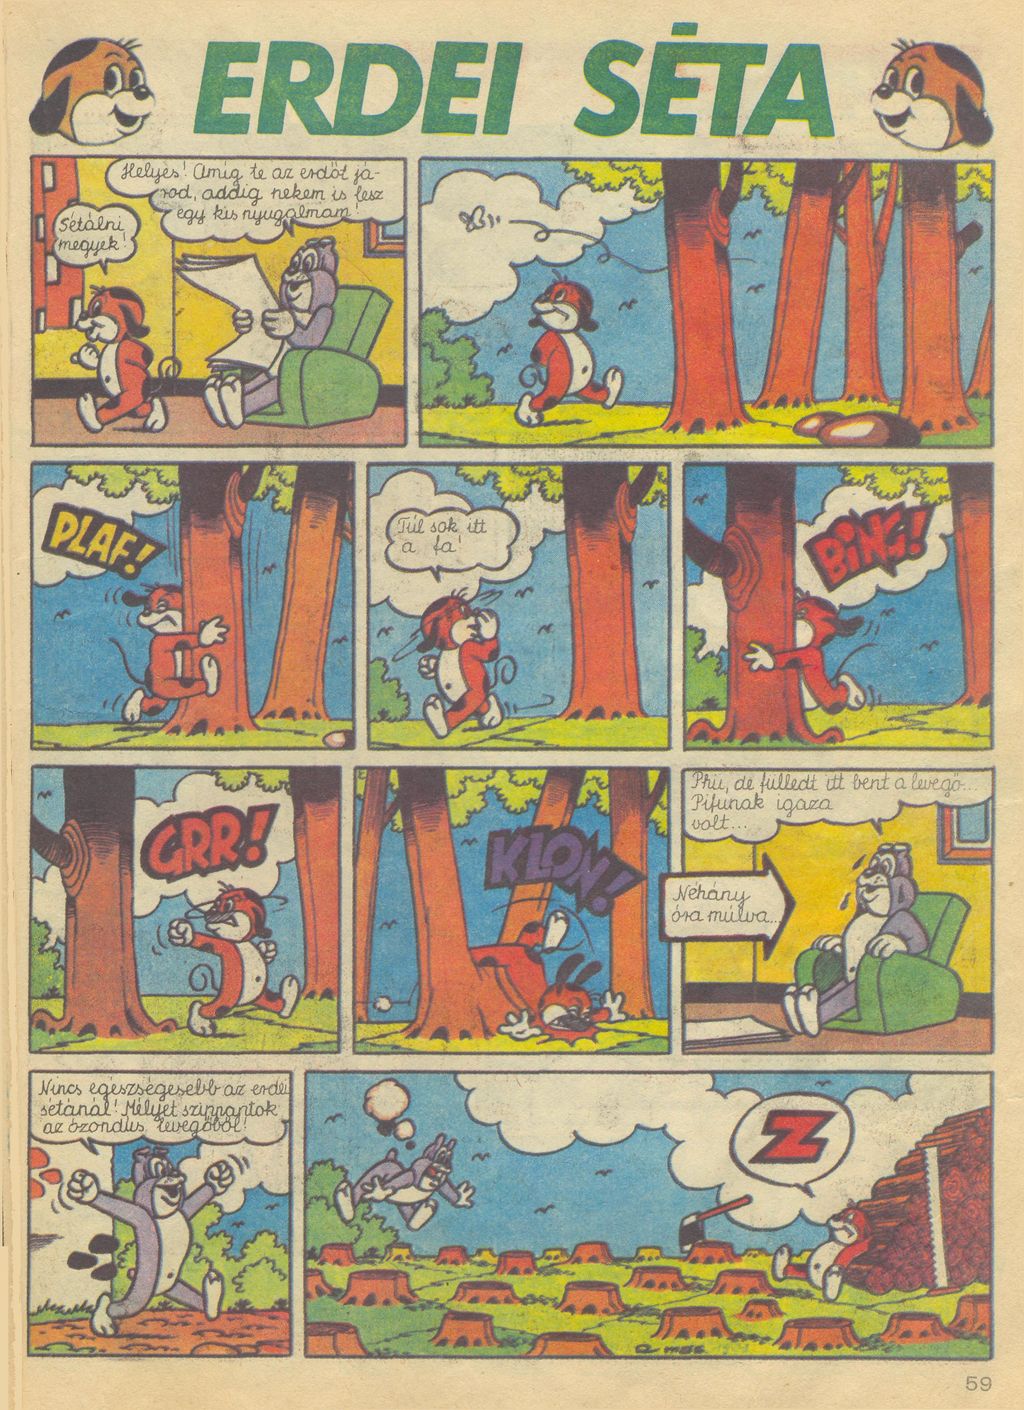 ERDEI SÉTA
Sétálni
megyek!
Helyes! Amíg te az erdőt já-
rod, addig nekem is lesz
egy kis nyugalmam!
PLAF!
Túl sok itt
a fa!
BING!
GRR!
KLON!
Néhány
óra múlva...
Phü, de fülledt itt bent a levegő...
Pifunak igaza
volt...
Nincs egészségesebb az erdei
sétánál! Mélyet szippantok
az ózondús levegőből!
Z
59